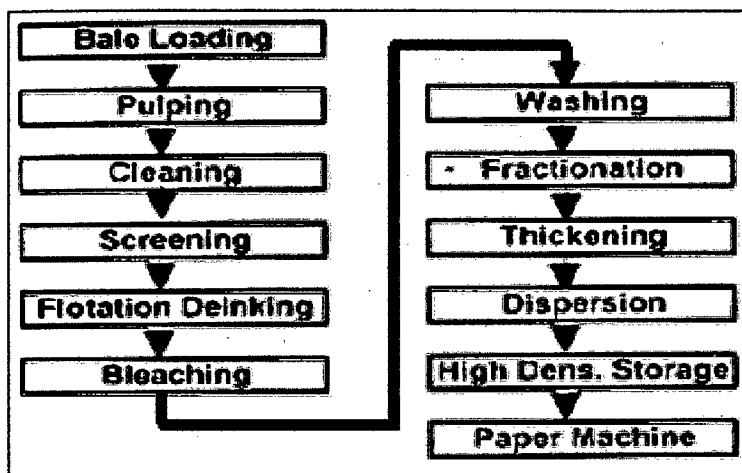 Bale Loading
Pulping
Cleaning
Screening
Flotation Deinking
Bleaching
Washing
Fractionation
Thickening
Dispersion
High Dens. Storage
Paper Machine